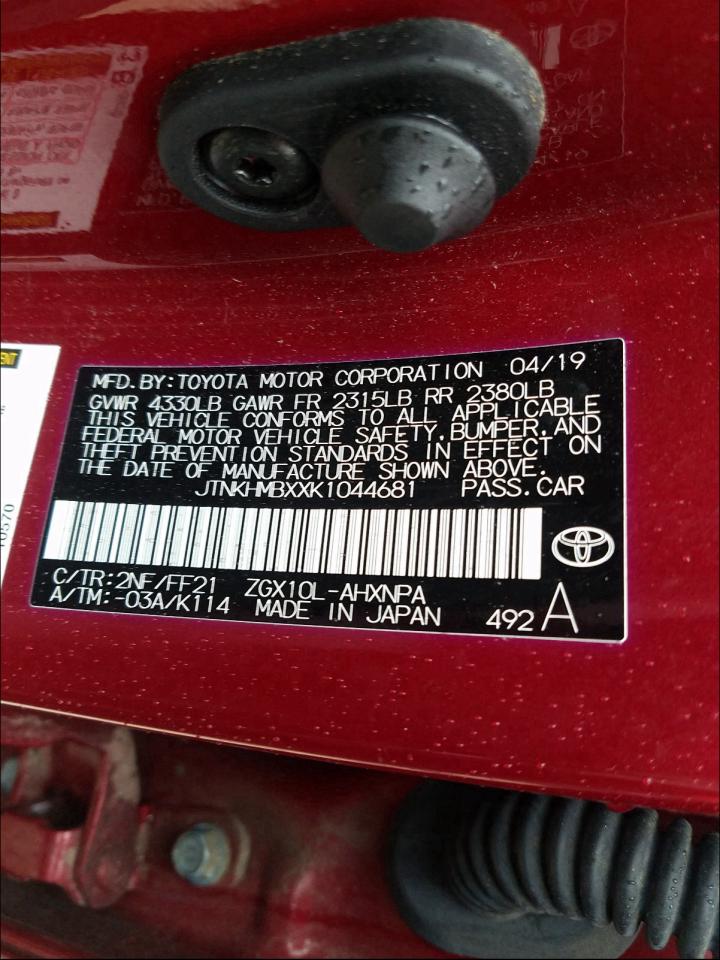 MFD.BY:TOYOTA MOTOR CORPORATION 04/19
GVWR 4330LB GAWR FR 2315LB RR 2380LB
THIS VEHICLE CONFORMS TO ALL APPLICABLE
FEDERAL MOTOR VEHICLE SAFETY,BUMPER,AND
THEFT PREVENTION STANDARDS IN EFFECT ON
THE DATE OF MANUFACTURE SHOWN ABOVE.
JTNKHMBXXK1044681 PASS.CAR
C/TR:2NF/FF21 ZGX10L-AHXNPA
A/TM:-03A/K114 MADE IN JAPAN 492 A
10570